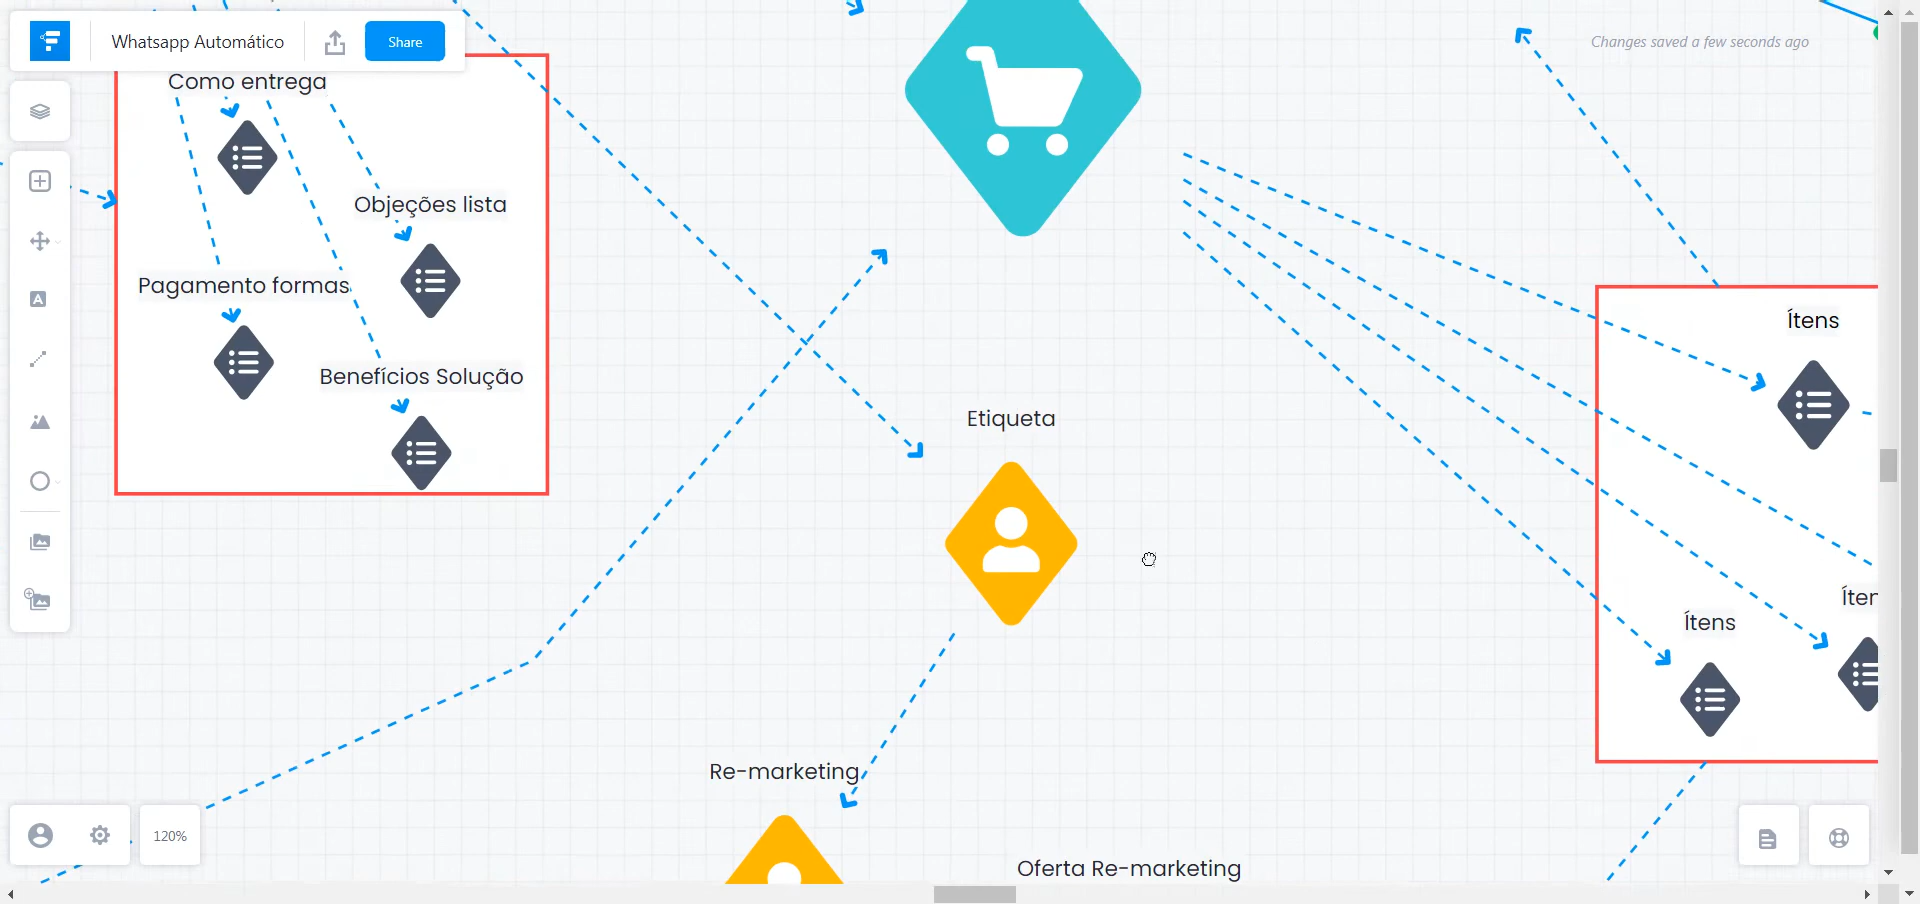 Whatsapp Automático
Share
Changes saved a few seconds ago
Como entrega
Objeções lista
Pagamento formas
Benefícios Solução
Etiqueta
Ítens
Ítens
Re-marketing
Oferta Re-marketing
120%